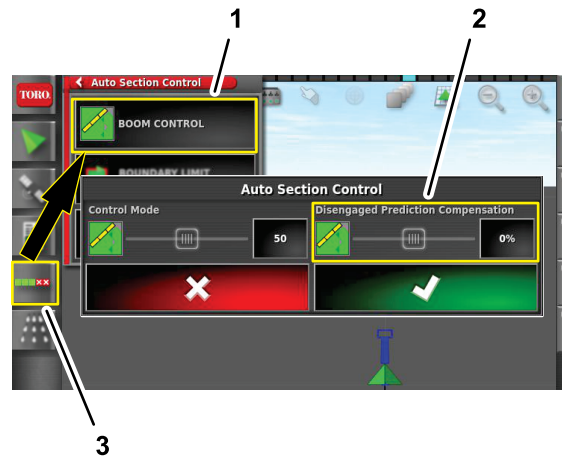 1
2
TORO.
Auto Section Control
BOOM CONTROL
BOUNDARY LIMIT
Auto Section Control
Control Mode
Disengaged Prediction Compensation
50
0%
3